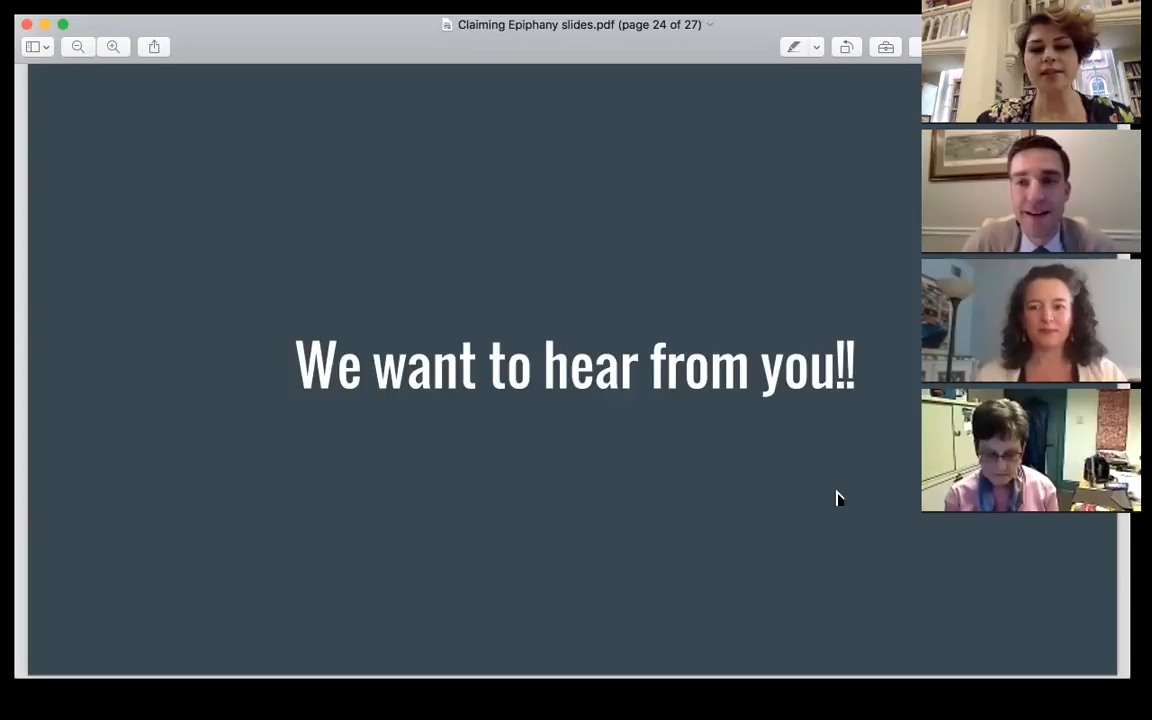 Claiming Epiphany slides.pdf (page 24 of 27)
We want to hear from you!!